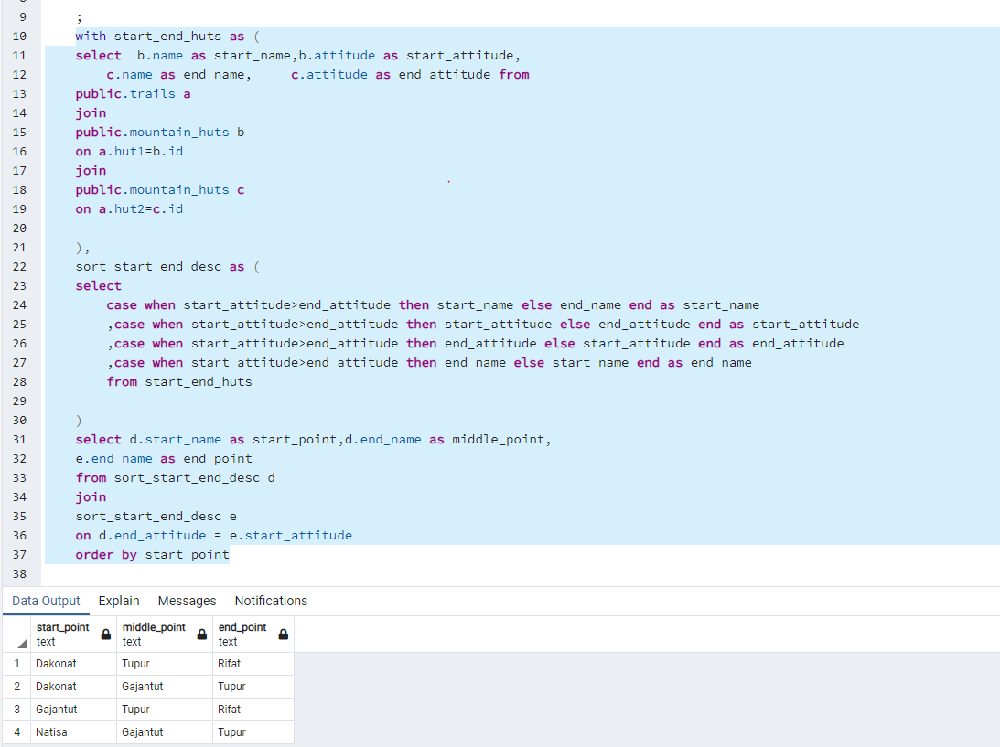 9 ;
10 with start_end_huts as (
11 select  b.name as start_name,b.attitude as start_attitude,
12     c.name as end_name,     c.attitude as end_attitude from
13 public.trails a
14 join
15 public.mountain_huts b
16 on a.hut1=b.id
17 join
18 public.mountain_huts c
19 on a.hut2=c.id
20
21 ),
22 sort_start_end_desc as (
23 select
24     case when start_attitude>end_attitude then start_name else end_name end as start_name
25     ,case when start_attitude>end_attitude then start_attitude else end_attitude end as start_attitude
26     ,case when start_attitude>end_attitude then end_attitude else start_attitude end as end_attitude
27     ,case when start_attitude>end_attitude then end_name else start_name end as end_name
28     from start_end_huts
29
30 )
31 select d.start_name as start_point,d.end_name as middle_point,
32 e.end_name as end_point
33 from sort_start_end_desc d
34 join
35 sort_start_end_desc e
36 on d.end_attitude = e.start_attitude
37 order by start_point
38
Data Output Explain Messages Notifications
start_point middle_point end_point
text text text
1 Dakonat Tupur Rifat
2 Dakonat Gajantut Tupur
3 Gajantut Tupur Rifat
4 Natisa Gajantut Tupur